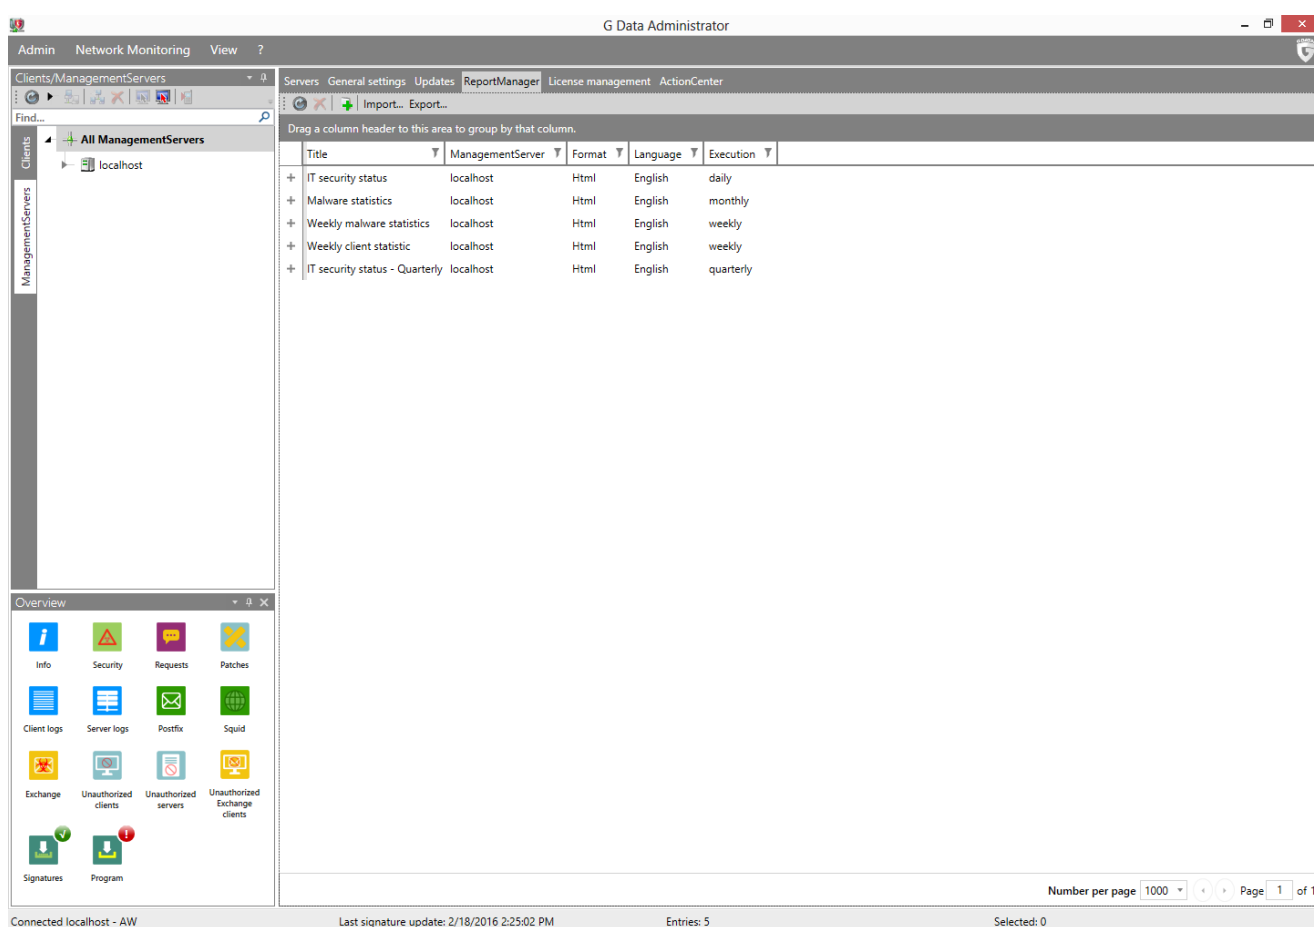 G Data Administrator
Admin Network Monitoring View ?
Clients/ManagementServers
Find...
Clients
ManagementServers
All ManagementServers
localhost
Servers General settings Updates ReportManager License management ActionCenter
Import... Export...
Drag a column header to this area to group by that column.
Title ManagementServer Format Language Execution
IT security status localhost Html English daily
Malware statistics localhost Html English monthly
Weekly malware statistics localhost Html English weekly
Weekly client statistic localhost Html English weekly
IT security status - Quarterly localhost Html English quarterly
Overview
Info Security Requests Patches
Client logs Server logs Postfix Squid
Exchange Unauthorized clients Unauthorized servers Unauthorized Exchange clients
Signatures Program
Number per page 1000 Page 1 of 1
Connected localhost - AW Last signature update: 2/18/2016 2:25:02 PM Entries: 5 Selected: 0